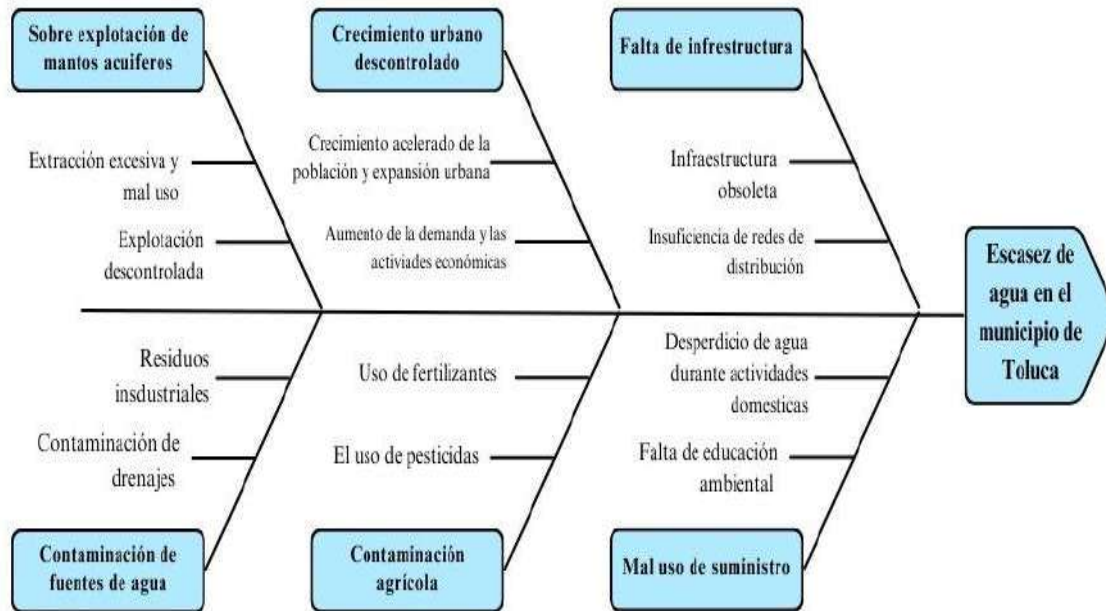 Sobre explotación de
mantos acuiferos
Crecimiento urbano
descontrolado
Falta de infrestructura
Extracción excesiva y
mal uso
Explotación
descontrolada
Crecimiento acelerado de la
población y expansión urbana
Aumento de la demanda y las
activiades económicas
Infraestructura
obsoleta
Insuficiencia de redes de
distribución
Escasez de
agua en el
municipio de
Toluca
Residuos
insdustriales
Contaminación de
drenajes
Uso de fertilizantes
El uso de pesticidas
Desperdicio de agua
durante actividades
domesticas
Falta de educación
ambiental
Contaminación de
fuentes de agua
Contaminación
agrícola
Mal uso de suministro